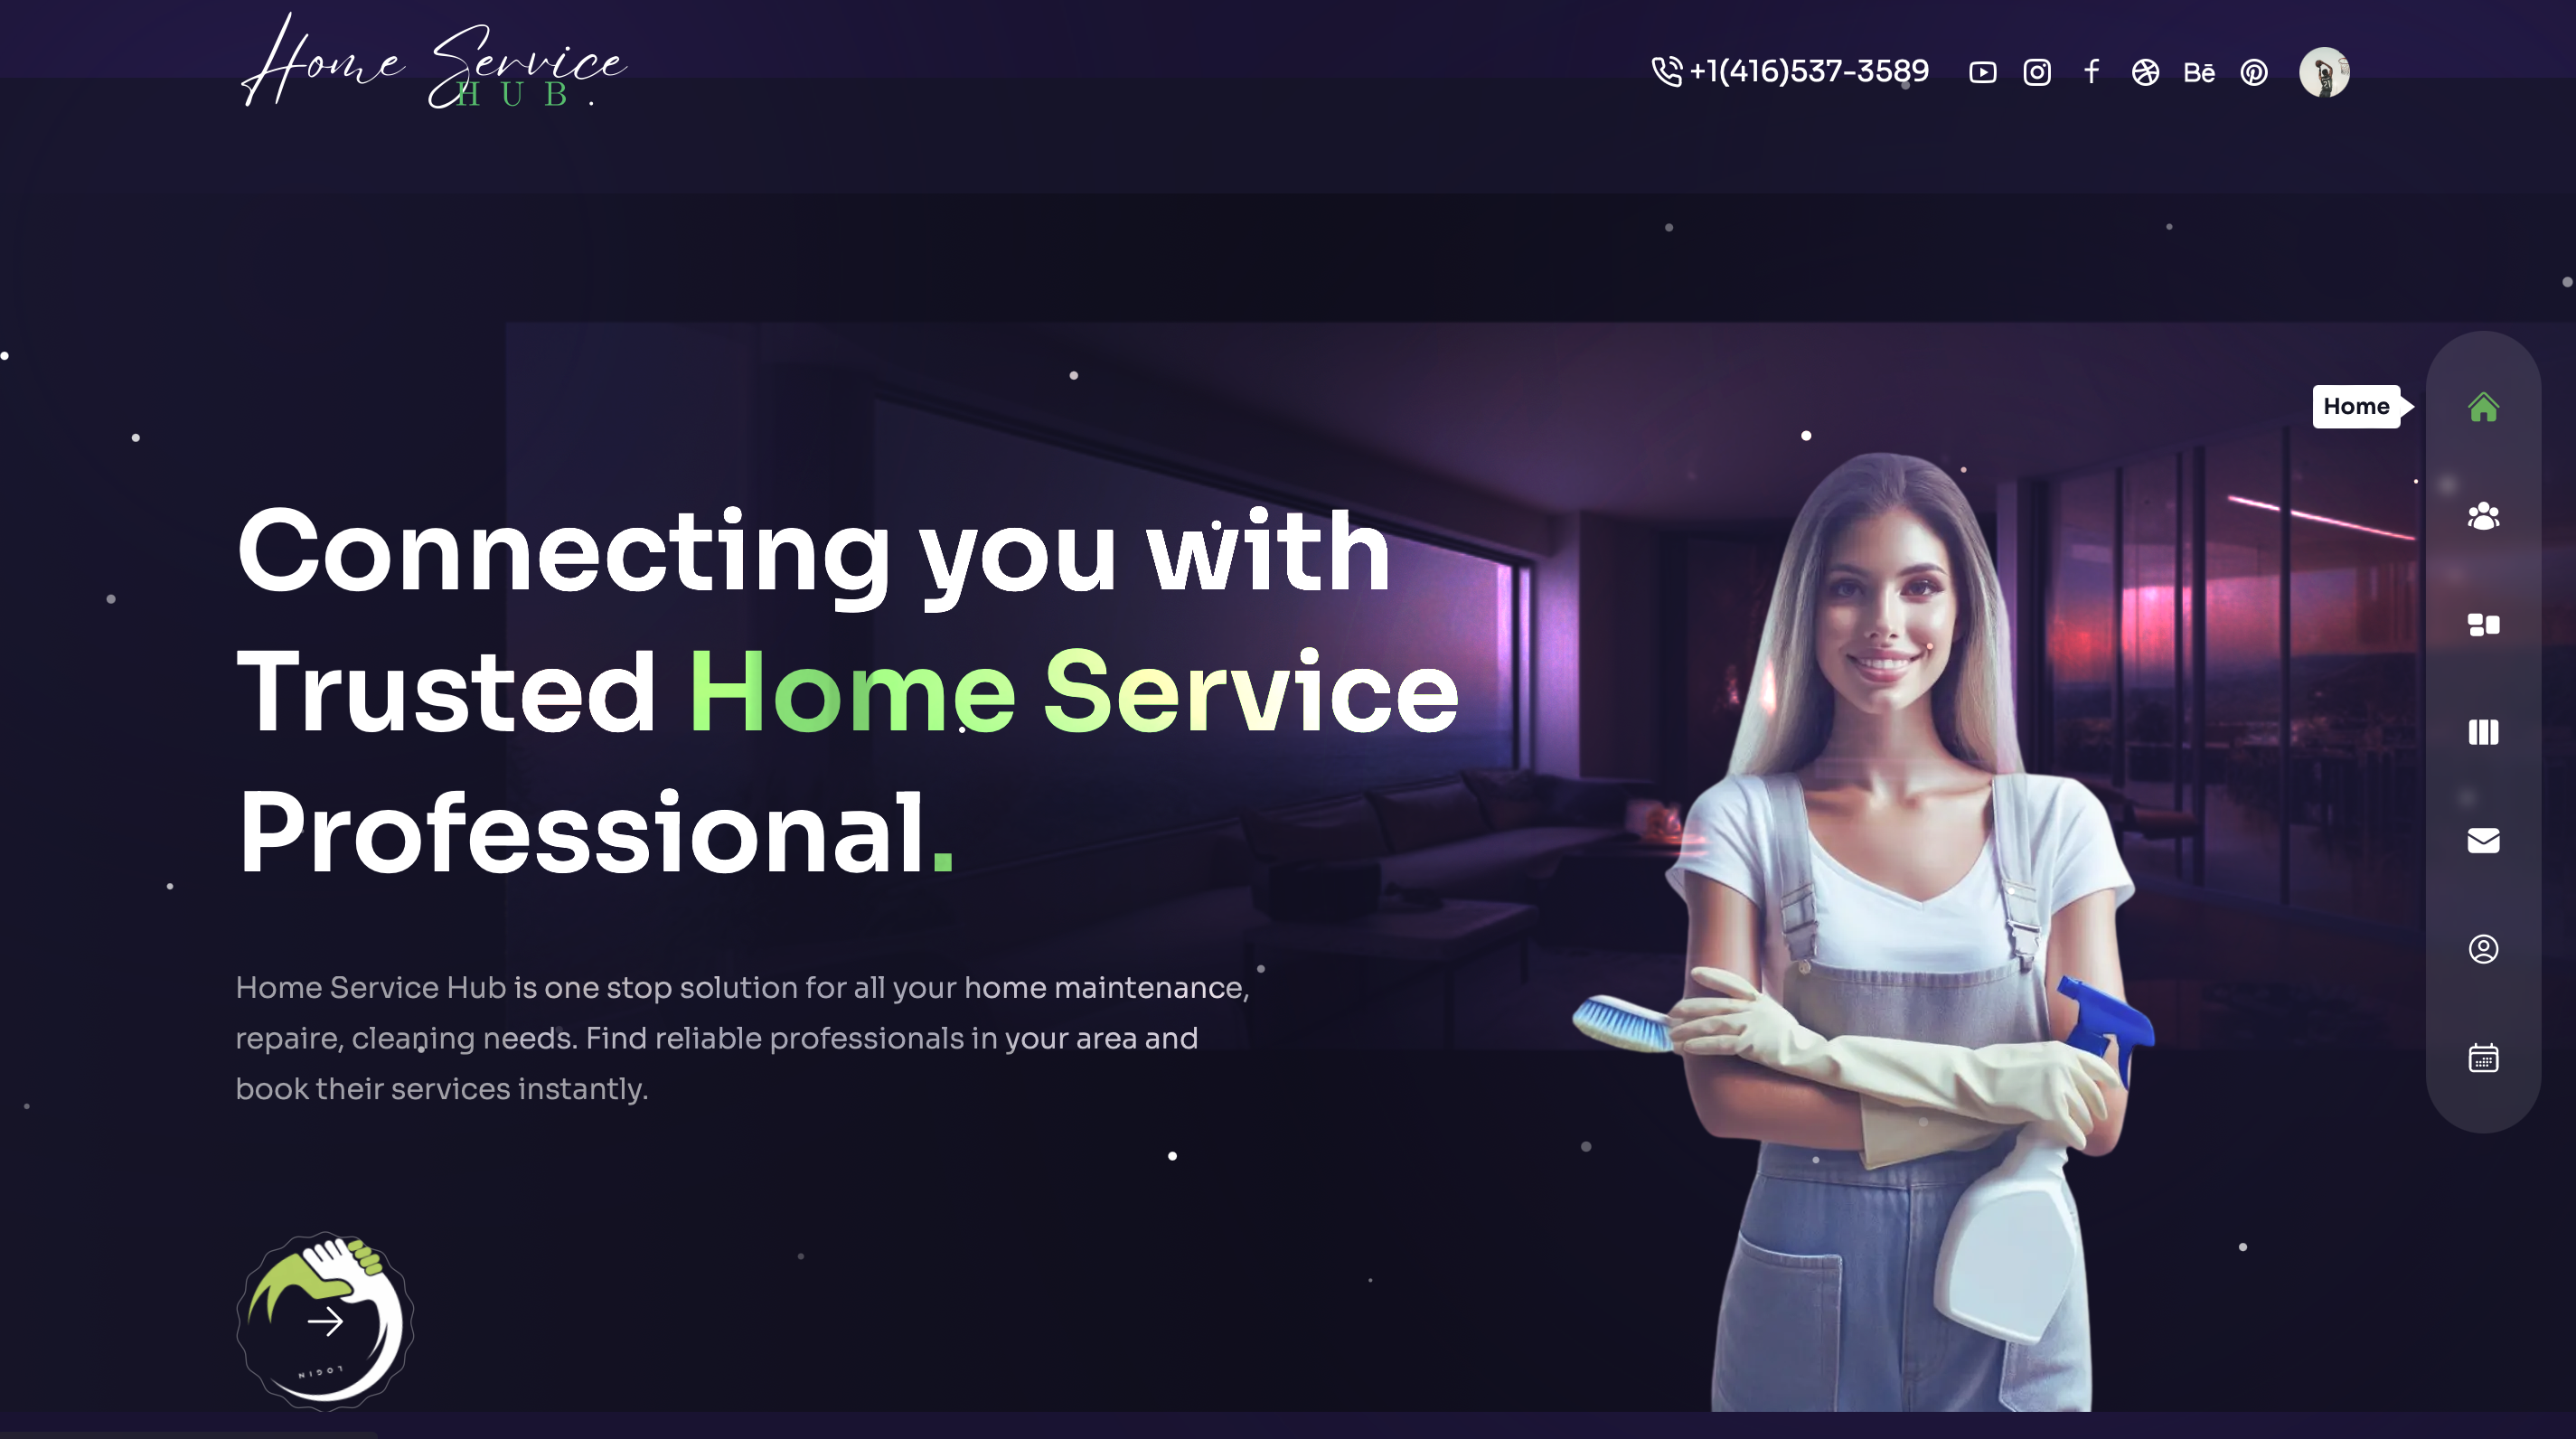 Home Service
HUB.
+1(416)537-3589
Bē
Home
Connecting you with
Trusted Home Service
Professional.
Home Service Hub is one stop solution for all your home maintenance,
repaire, cleaning needs. Find reliable professionals in your area and
book their services instantly.
LOGIN